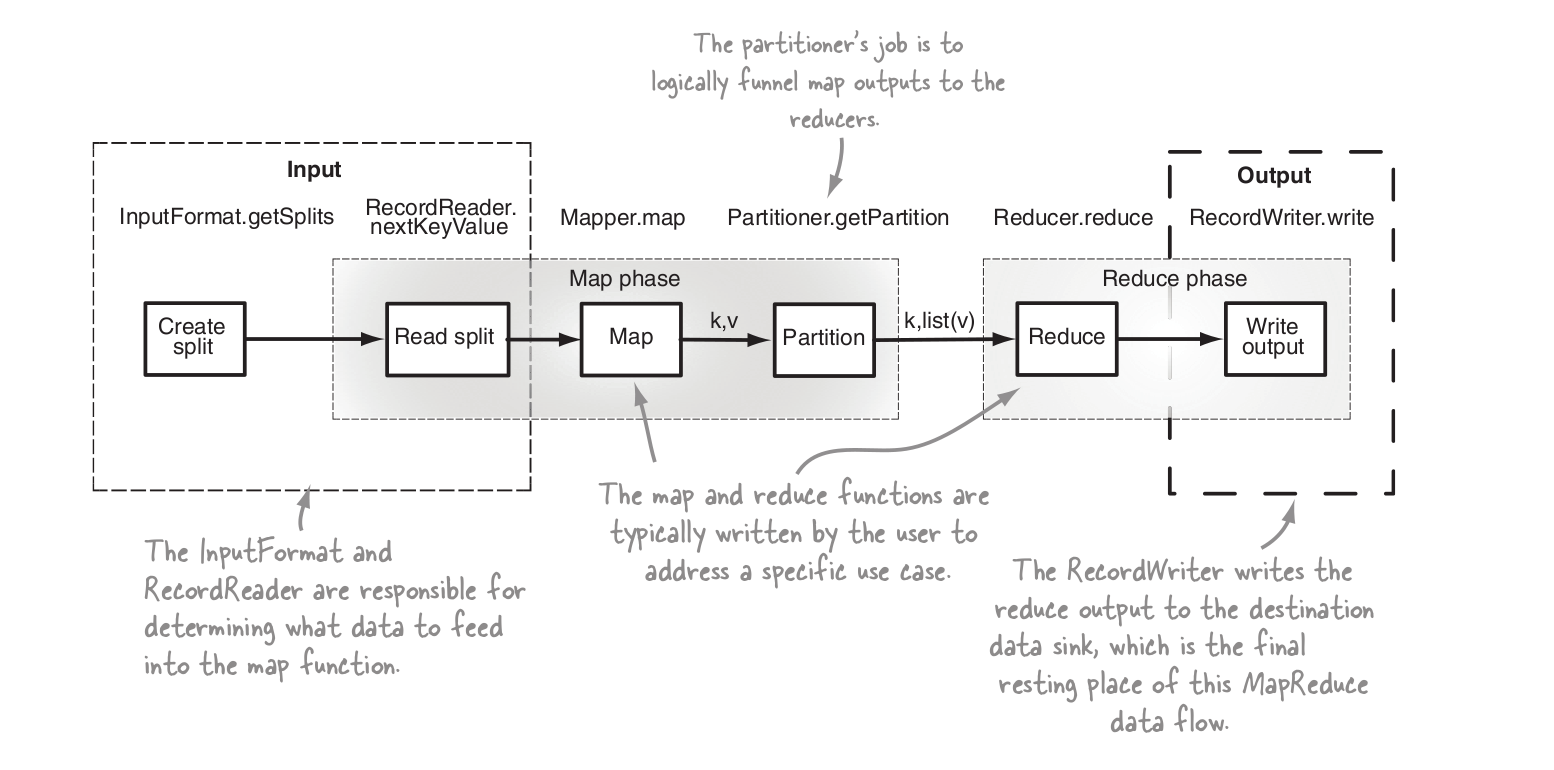 The partitioner's job is to
logically funnel map outputs to the
reducers.
Input
Output
InputFormat.getSplits
RecordReader.
nextKeyValue
Mapper.map
Partitioner.getPartition
Reducer.reduce
RecordWriter.write
Map phase
Reduce phase
Create
split
Read split
Map
k,v
Partition
k,list(v)
Reduce
Write
output
The InputFormat and
RecordReader are responsible for
determining what data to feed
into the map function.
The map and reduce functions are
typically written by the user to
address a specific use case.
The RecordWriter writes the
reduce output to the destination
data sink, which is the final
resting place of this MapReduce
data flow.